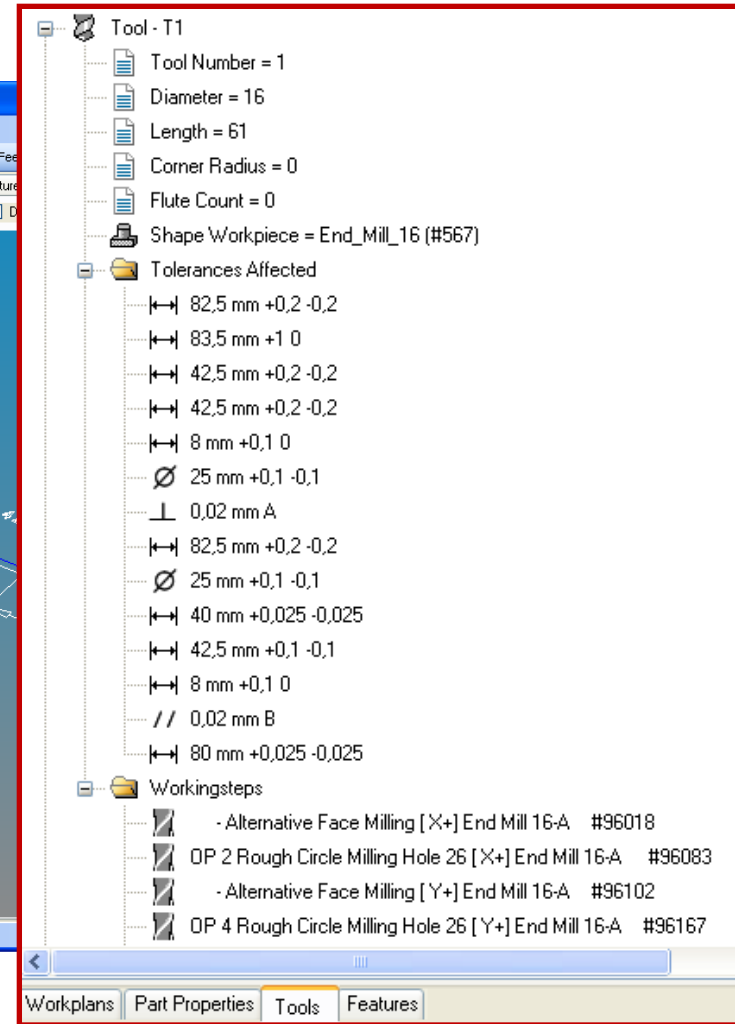 Tool - T1
Tool Number = 1
Diameter = 16
Length = 61
Corner Radius = 0
Flute Count = 0
Shape Workpiece = End_Mill_16 (#567)
Tolerances Affected
82,5 mm +0,2 -0,2
83,5 mm +1 0
42,5 mm +0,2 -0,2
42,5 mm +0,2 -0,2
8 mm +0,1 0
Ø 25 mm +0,1 -0,1
⊥ 0,02 mm A
82,5 mm +0,2 -0,2
Ø 25 mm +0,1 -0,1
40 mm +0,025 -0,025
42,5 mm +0,1 -0,1
8 mm +0,1 0
// 0,02 mm B
80 mm +0,025 -0,025
Workingsteps
- Alternative Face Milling [ X+] End Mill 16-A #96018
OP 2 Rough Circle Milling Hole 26 [ X+] End Mill 16-A #96083
- Alternative Face Milling [ Y+] End Mill 16-A #96102
OP 4 Rough Circle Milling Hole 26 [ Y+] End Mill 16-A #96167
Workplans Part Properties Tools Features